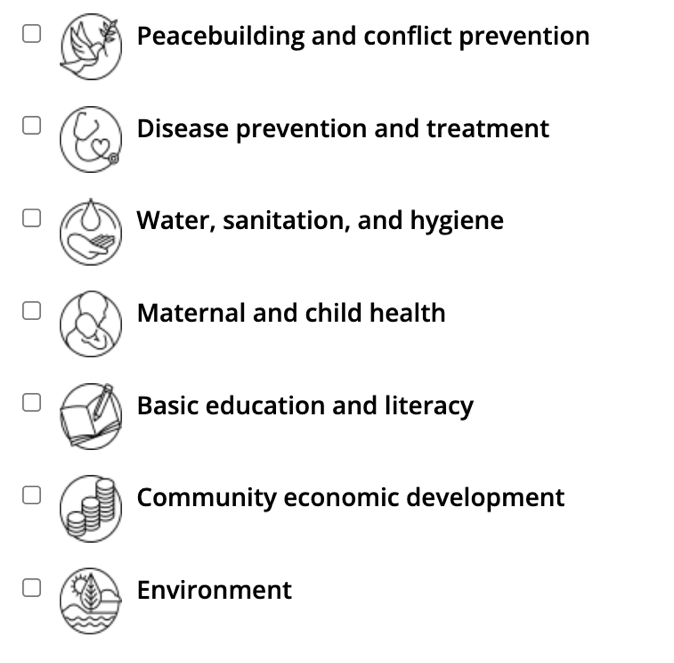 Peacebuilding and conflict prevention
Disease prevention and treatment
Water, sanitation, and hygiene
Maternal and child health
Basic education and literacy
Community economic development
Environment